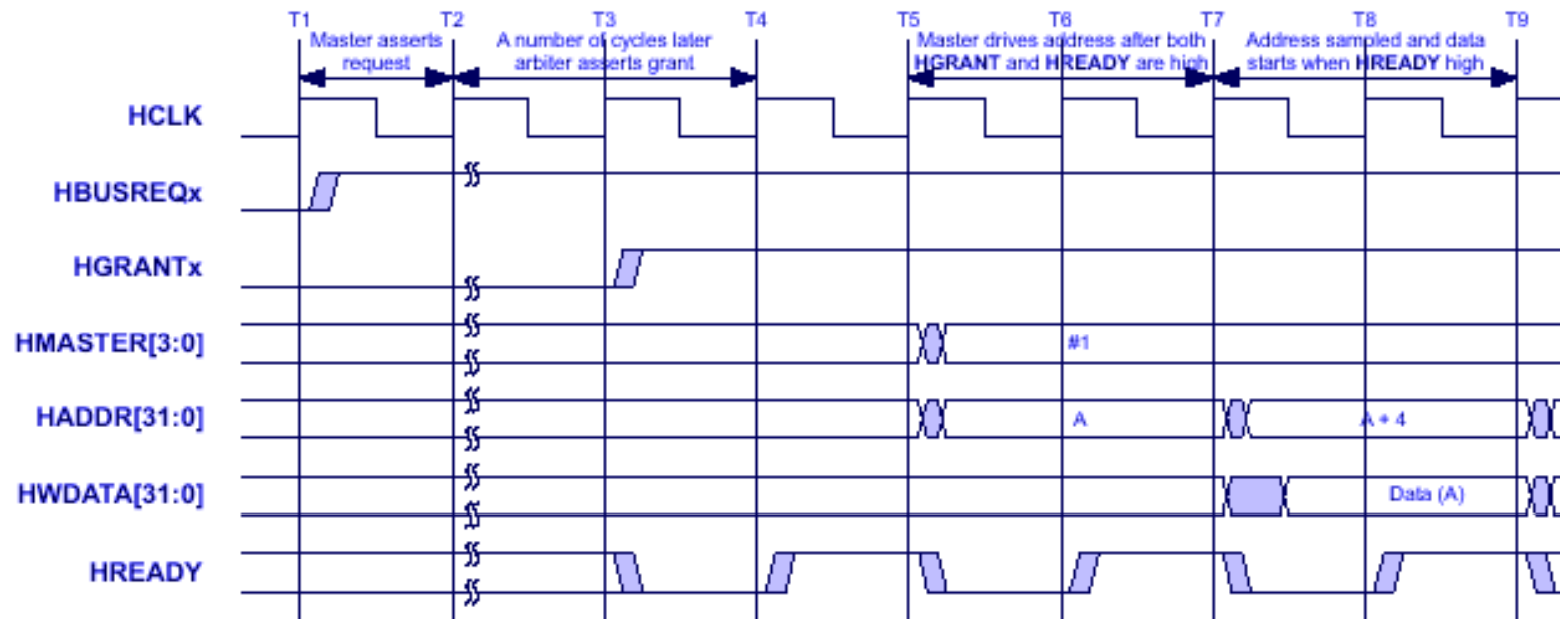 T1 T2 T3 T4 T5 T6 T7 T8 T9
Master asserts
request
A number of cycles later
arbiter asserts grant
Master drives address after both
HGRANT and HREADY are high
Address sampled and data
starts when HREADY high
HCLK
HBUSREQx
HGRANTx
HMASTER[3:0]
#1
HADDR[31:0]
A
A + 4
HWDATA[31:0]
Data (A)
HREADY